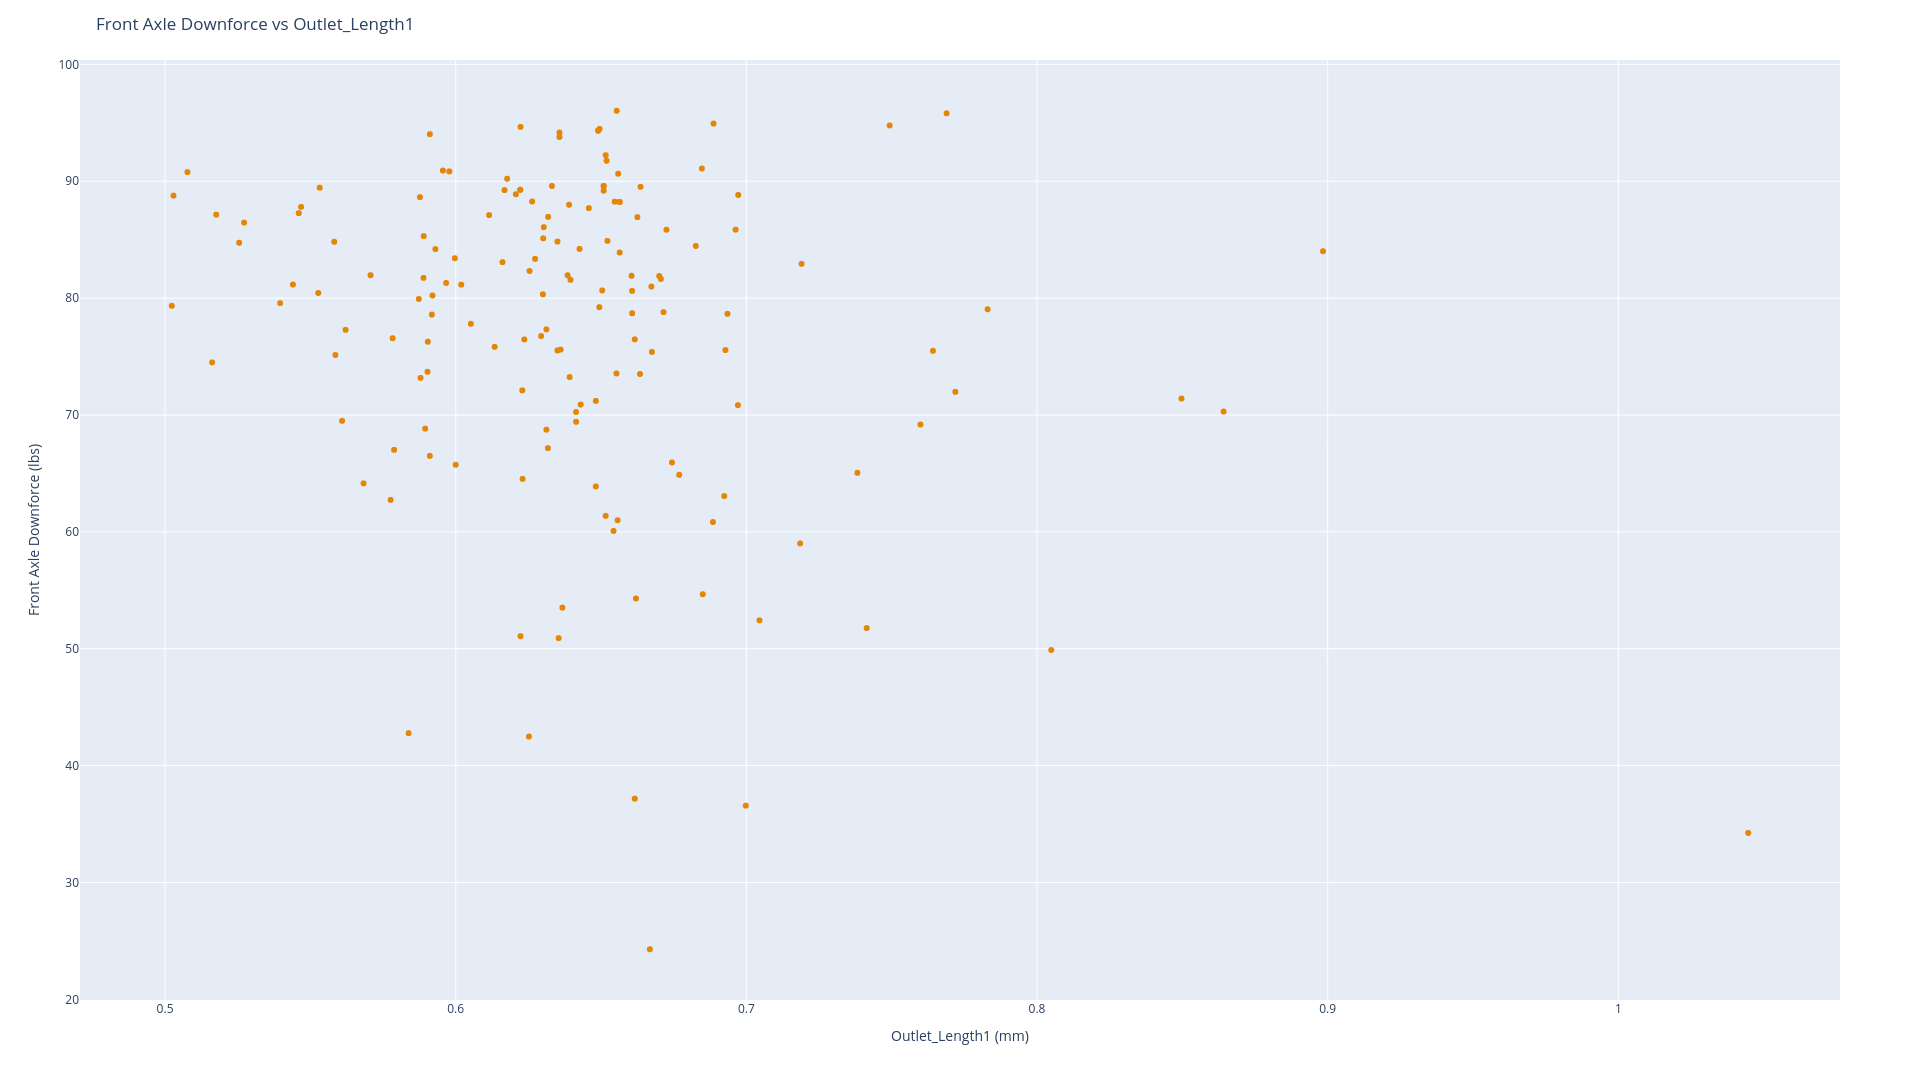 Front Axle Downforce vs Outlet_Length1
100
90
80
70
60
50
40
30
20
Front Axle Downforce (lbs)
0.5 0.6 0.7 0.8 0.9 1
Outlet_Length1 (mm)